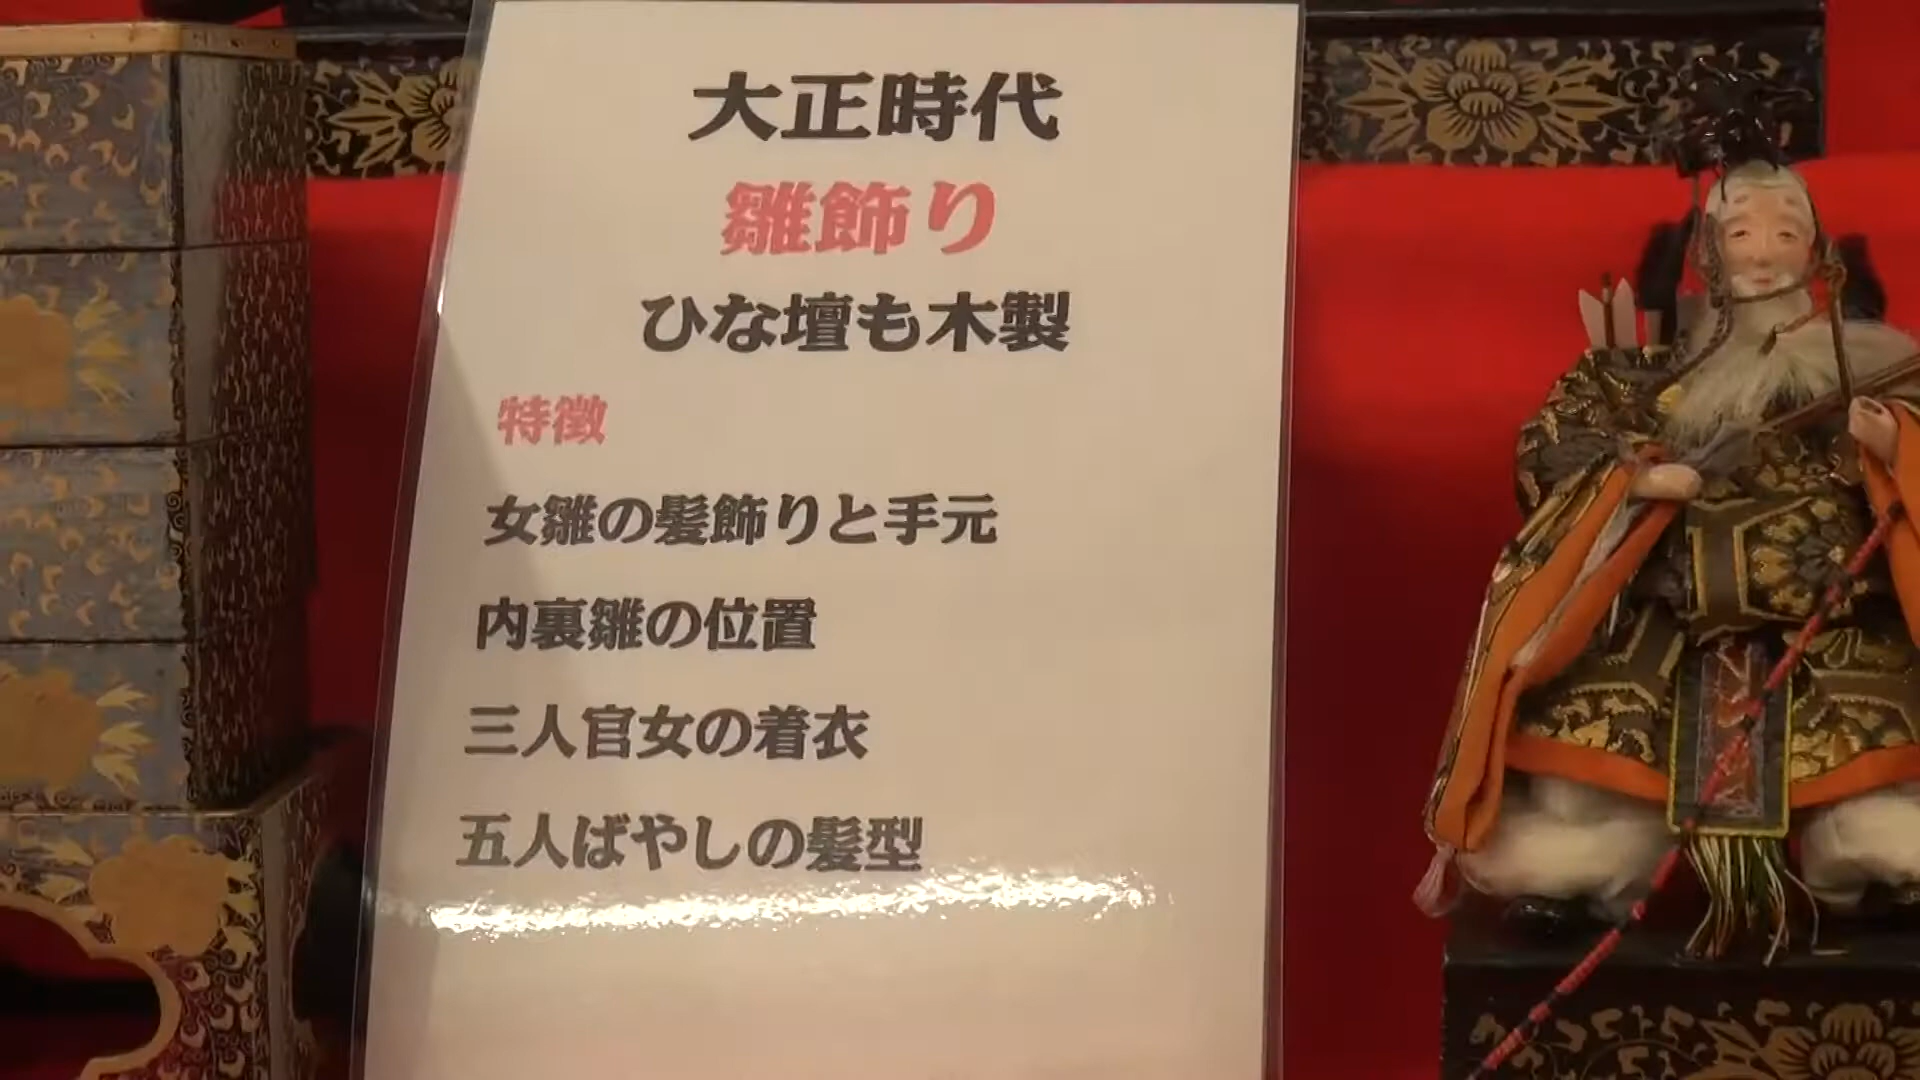 大正時代
雛飾り
ひな壇も木製
特徴
女雛の髪飾りと手元
内裏雛の位置
三人官女の着衣
五人ばやしの髪型